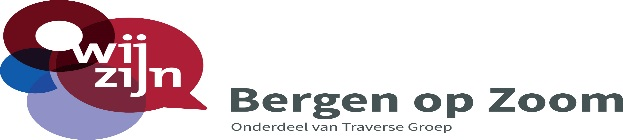 wij
zijn
Bergen op Zoom
Onderdeel van Traverse Groep